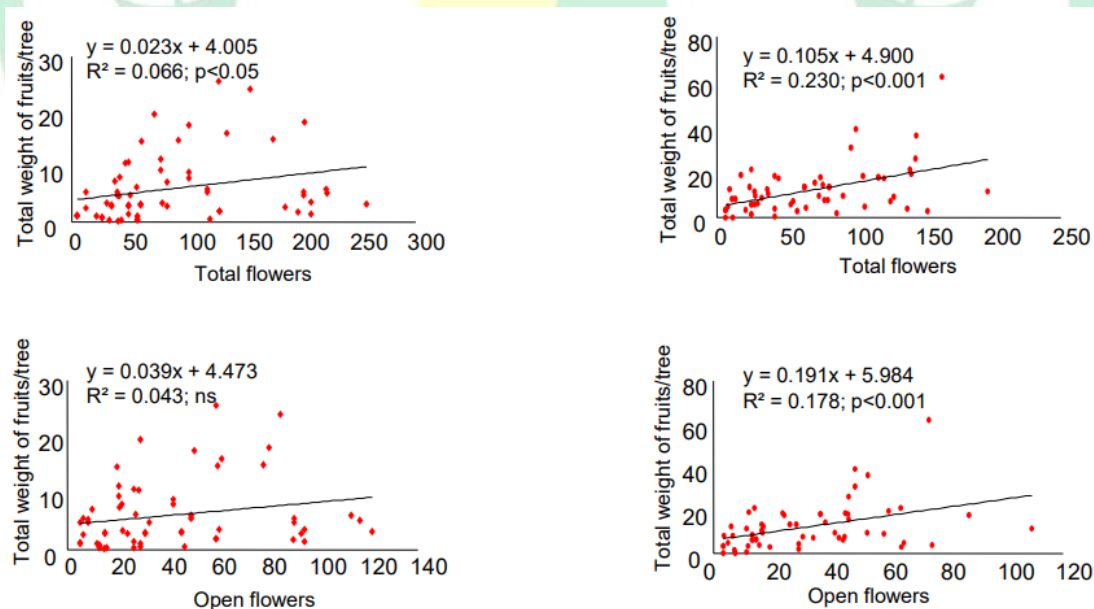 y = 0.023x + 4.005
R² = 0.066; p<0.05
Total weight of fruits/tree
30
20
10
0
0 50 100 150 200 250 300
Total flowers
y = 0.105x + 4.900
R² = 0.230; p<0.001
Total weight of fruits/tree
80
60
40
20
0
0 50 100 150 200 250
Total flowers
y = 0.039x + 4.473
R² = 0.043; ns
Total weight of fruits/tree
30
20
10
0
0 20 40 60 80 100 120 140
Open flowers
y = 0.191x + 5.984
R² = 0.178; p<0.001
Total weight of fruits/tree
80
60
40
20
0
0 20 40 60 80 100 120
Open flowers